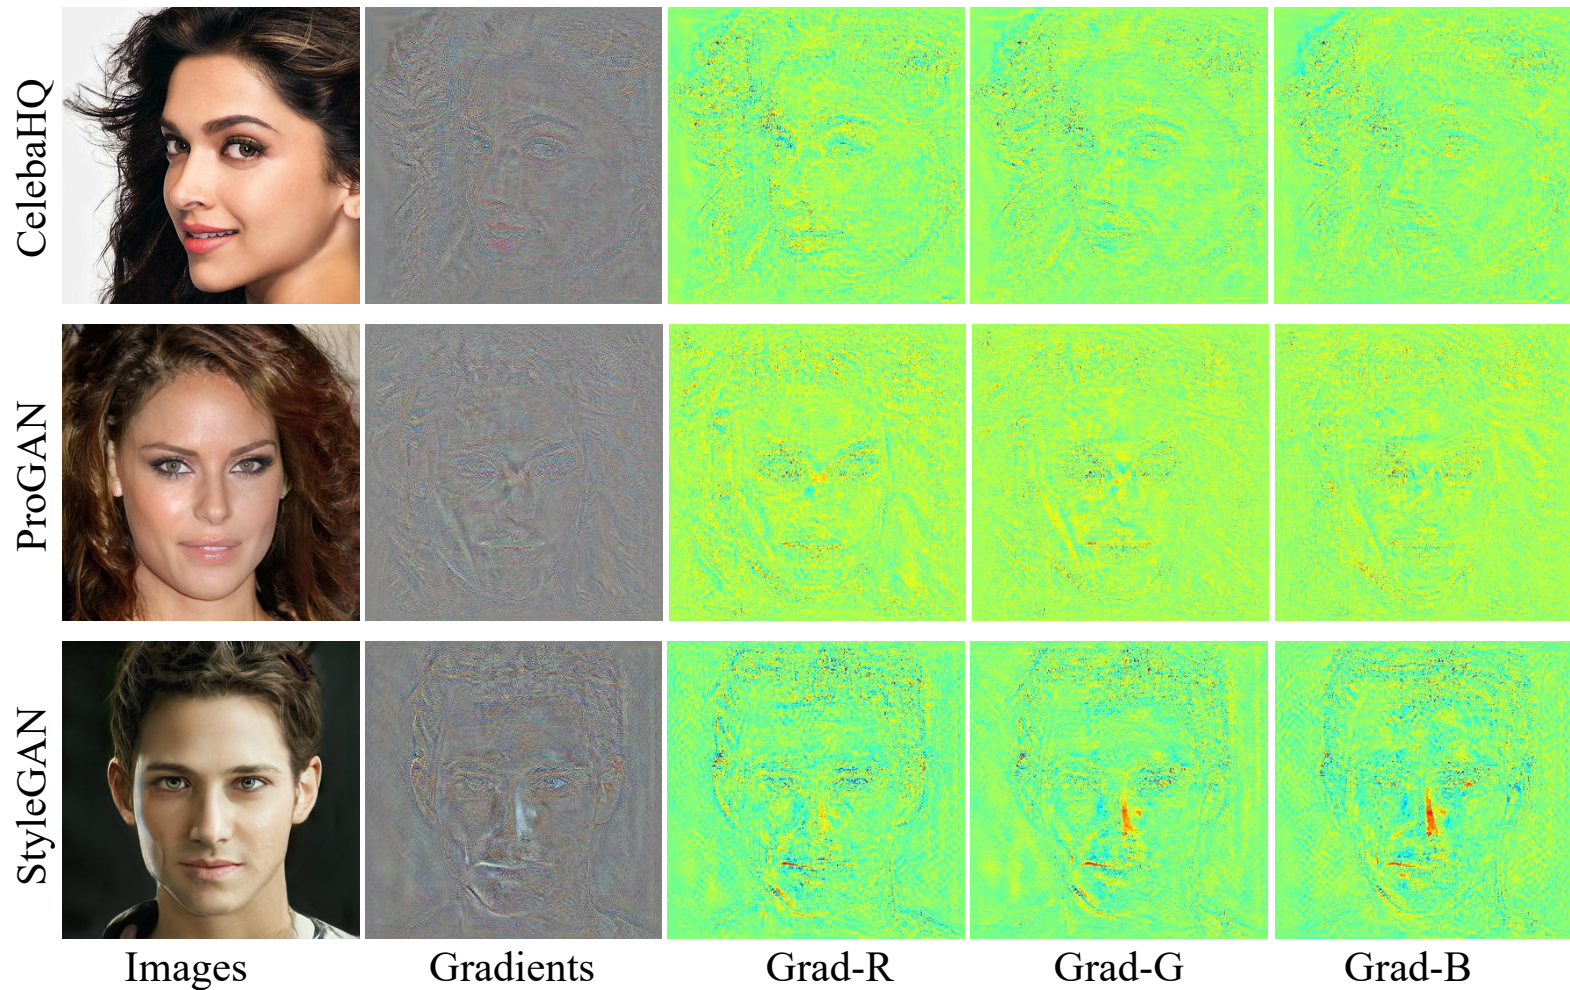 CelebaHQ
ProGAN
StyleGAN
Images
Gradients
Grad-R
Grad-G
Grad-B